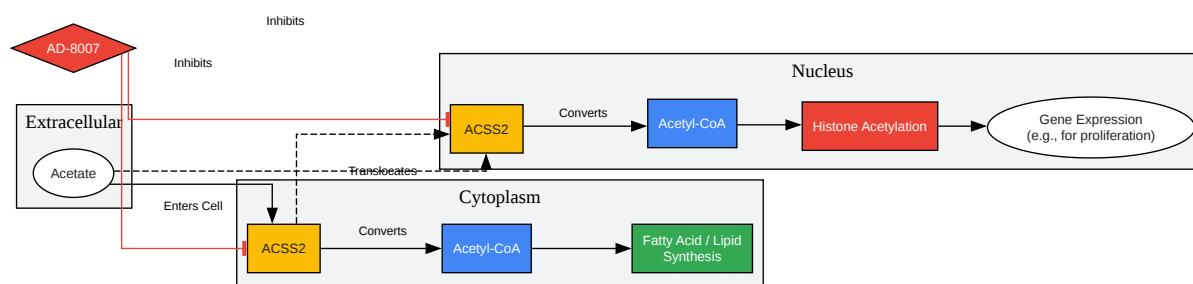 Inhibits
AD-8007
Inhibits
Nucleus
Extracellular
ACSS2
Converts
Acetyl-CoA
Histone Acetylation
Gene Expression
(e.g., for proliferation)
Acetate
Translocates
Cytoplasm
Enters Cell
ACSS2
Converts
Acetyl-CoA
Fatty Acid / Lipid
Synthesis